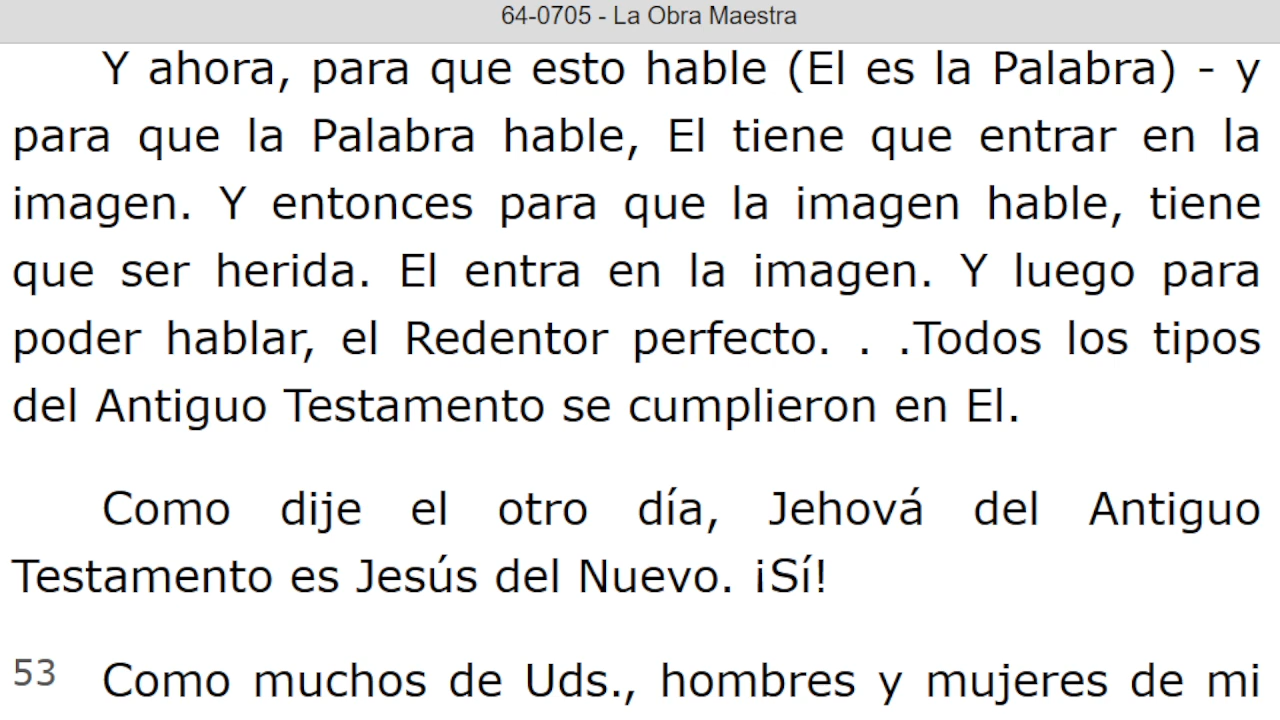 64-0705 - La Obra Maestra
Y ahora, para que esto hable (El es la Palabra) - y
para que la Palabra hable, El tiene que entrar en la
imagen. Y entonces para que la imagen hable, tiene
que ser herida. El entra en la imagen. Y luego para
poder hablar, el Redentor perfecto. . .Todos los tipos
del Antiguo Testamento se cumplieron en El.
Como dije el otro día, Jehová del Antiguo
Testamento es Jesús del Nuevo. ¡Sí!
53 Como muchos de Uds., hombres y mujeres de mi